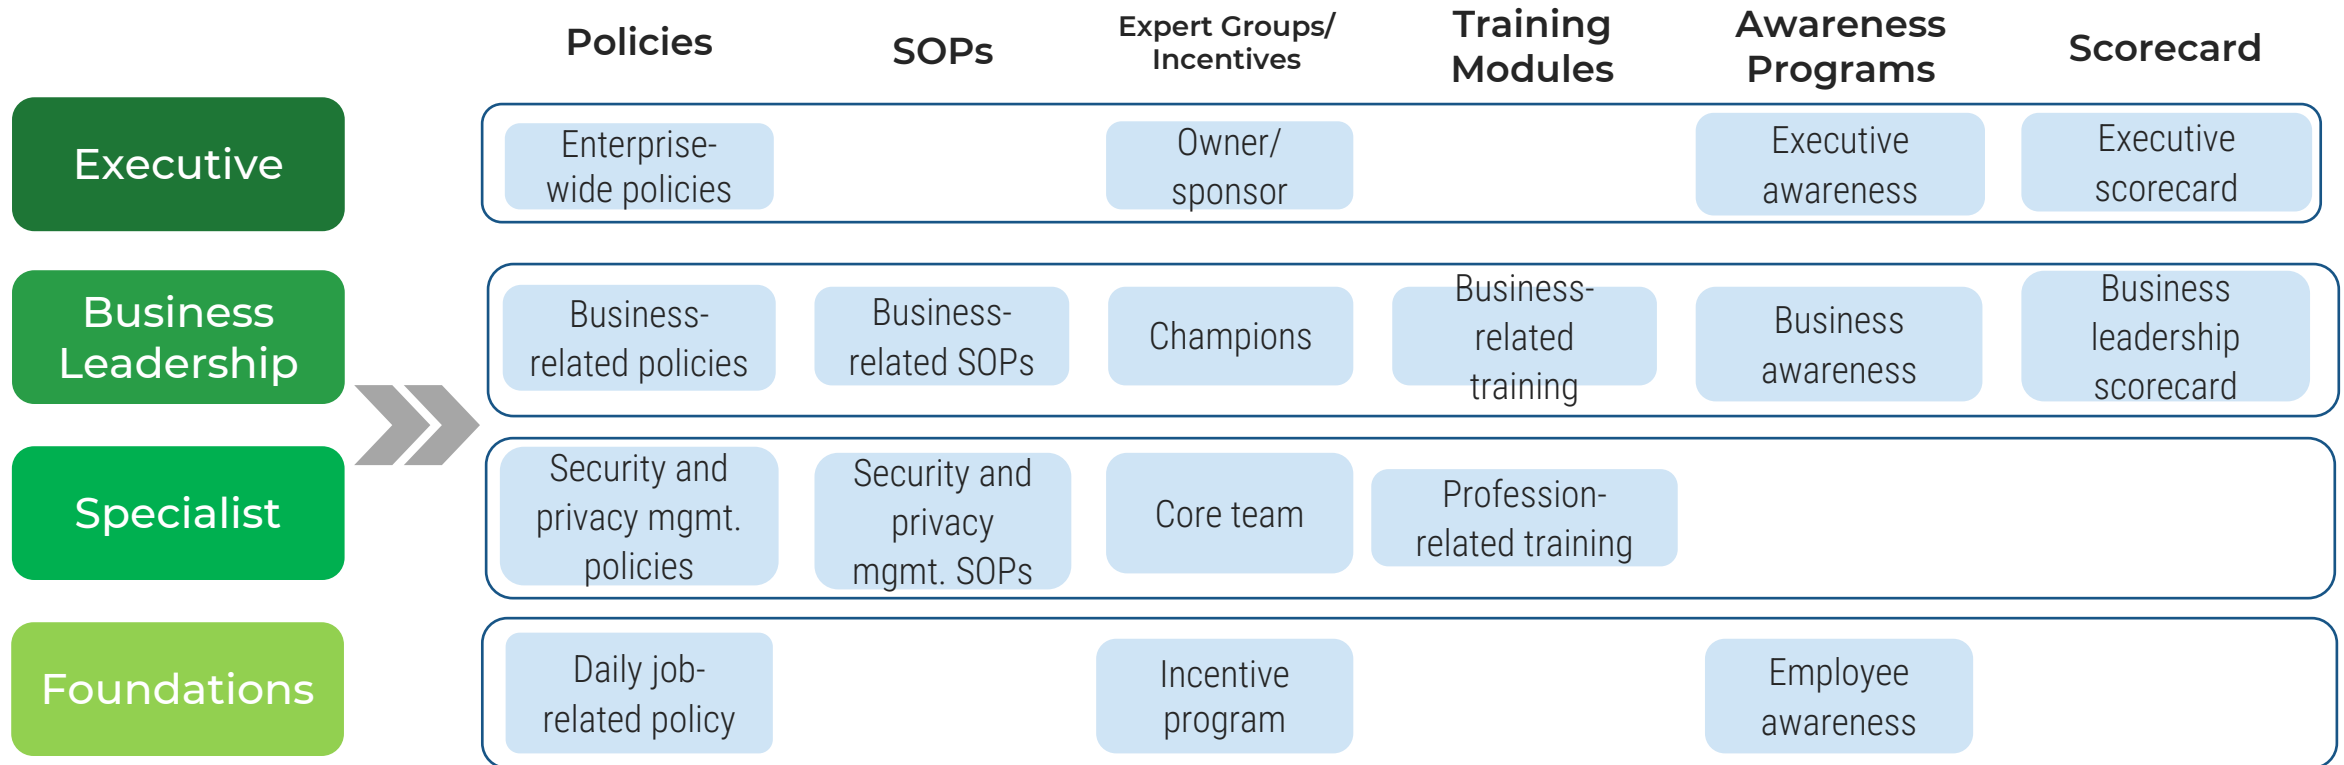 Policies
SOPs
Expert Groups/
Incentives
Training
Modules
Awareness
Programs
Scorecard
Executive
Enterprise-
wide policies
Owner/
sponsor
Executive
awareness
Executive
scorecard
Business
Leadership
Business-
related policies
Business-
related SOPs
Champions
Business-
related
training
Business
awareness
Business
leadership
scorecard
Specialist
Security and
privacy mgmt.
policies
Security and
privacy
mgmt. SOPs
Core team
Profession-
related training
Foundations
Daily job-
related policy
Incentive
program
Employee
awareness